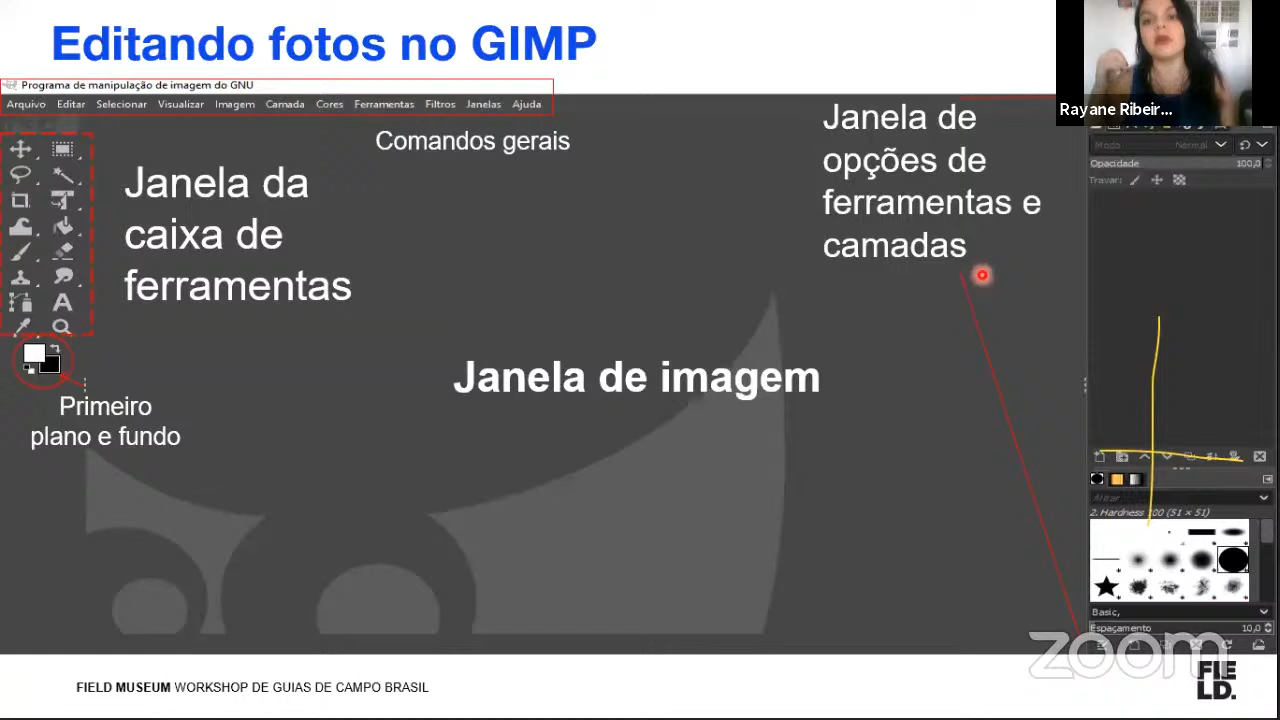 Editando fotos no GIMP
Rayane Ribeir...
Programa de manipulação de imagem do GNU
Arquivo Editar Selecionar Visualizar Imagem Camada Cores Ferramentas Filtros Janelas Ajuda
Comandos gerais
Janela da
caixa de
ferramentas
Janela de
opções de
ferramentas e
camadas
Modo Normal
Opacidade 100,0
Travar:
Janela de imagem
Primeiro
plano e fundo
2. Hardness 100 (51 × 51)
Basic,
Espaçamento 10,0
zoom
FIELD MUSEUM WORKSHOP DE GUIAS DE CAMPO BRASIL
FIE
LD.